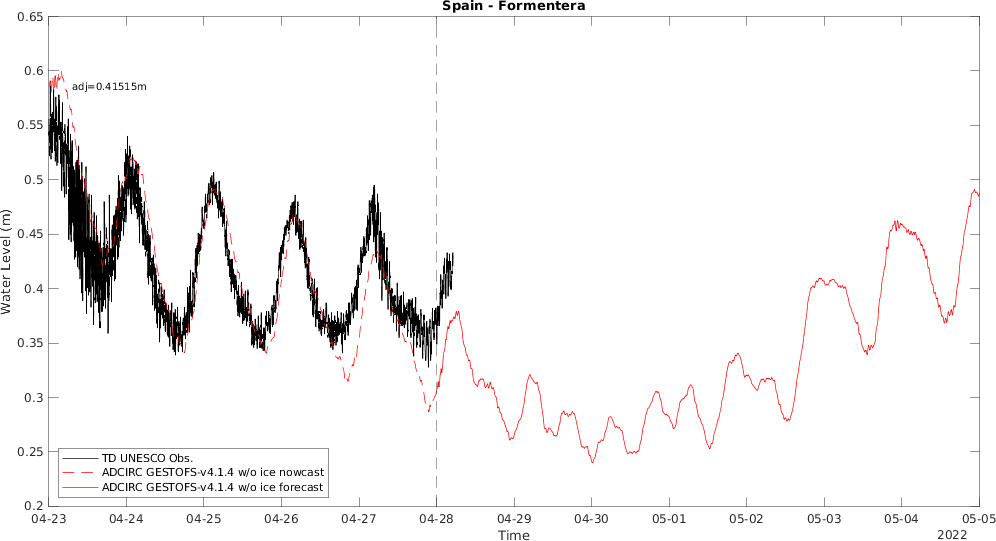 Spain - Formentera
0.65
0.6
0.55
0.5
0.45
0.4
0.35
0.3
0.25
0.2
Water Level (m)
adj=0.41515m
TD UNESCO Obs.
ADCIRC GESTOFS-v4.1.4 w/o ice nowcast
ADCIRC GESTOFS-v4.1.4 w/o ice forecast
04-23 04-24 04-25 04-26 04-27 04-28 04-29 04-30 05-01 05-02 05-03 05-04 05-05
Time
2022